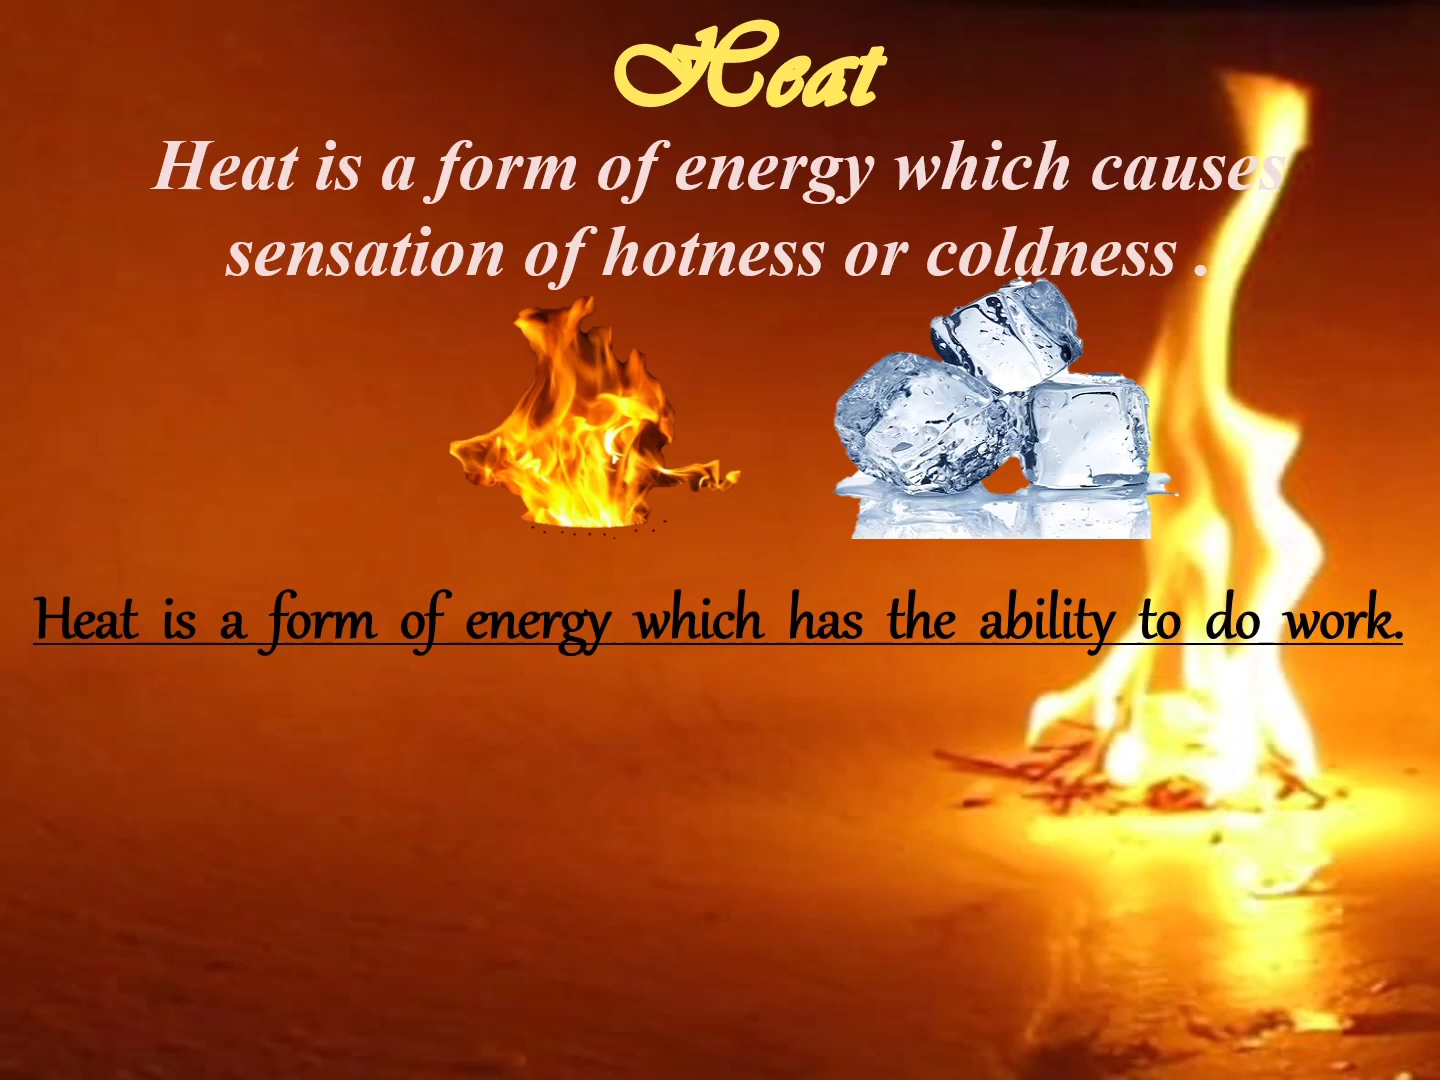 Heat
Heat is a form of energy which causes
sensation of hotness or coldness .
Heat is a form of energy which has the ability to do work.